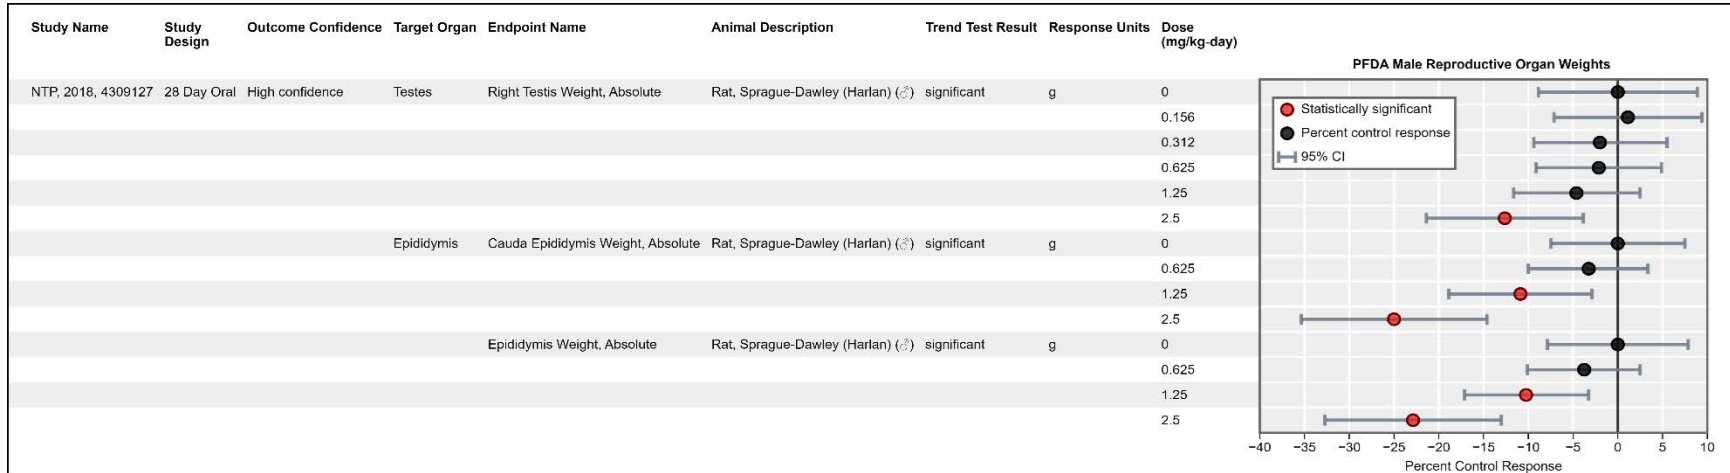 Study Name Study Design Outcome Confidence Target Organ Endpoint Name Animal Description Trend Test Result Response Units Dose (mg/kg-day)
PFDA Male Reproductive Organ Weights
NTP, 2018, 4309127 28 Day Oral High confidence Testes Right Testis Weight, Absolute Rat, Sprague-Dawley (Harlan) (♂) significant g 0
Statistically significant
0.156
Percent control response
0.312
95% CI
0.625
1.25
2.5
Epididymis Cauda Epididymis Weight, Absolute Rat, Sprague-Dawley (Harlan) (♂) significant g 0
0.625
1.25
2.5
Epididymis Weight, Absolute Rat, Sprague-Dawley (Harlan) (♂) significant g 0
0.625
1.25
2.5
−40 −35 −30 −25 −20 −15 −10 −5 0 5 10
Percent Control Response